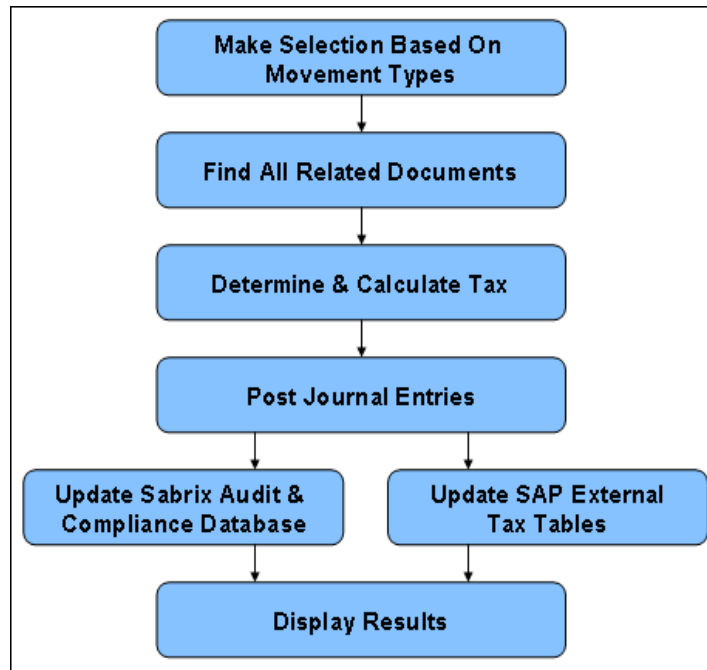 Make Selection Based On
Movement Types
Find All Related Documents
Determine & Calculate Tax
Post Journal Entries
Update Sabrix Audit &
Compliance Database
Update SAP External
Tax Tables
Display Results